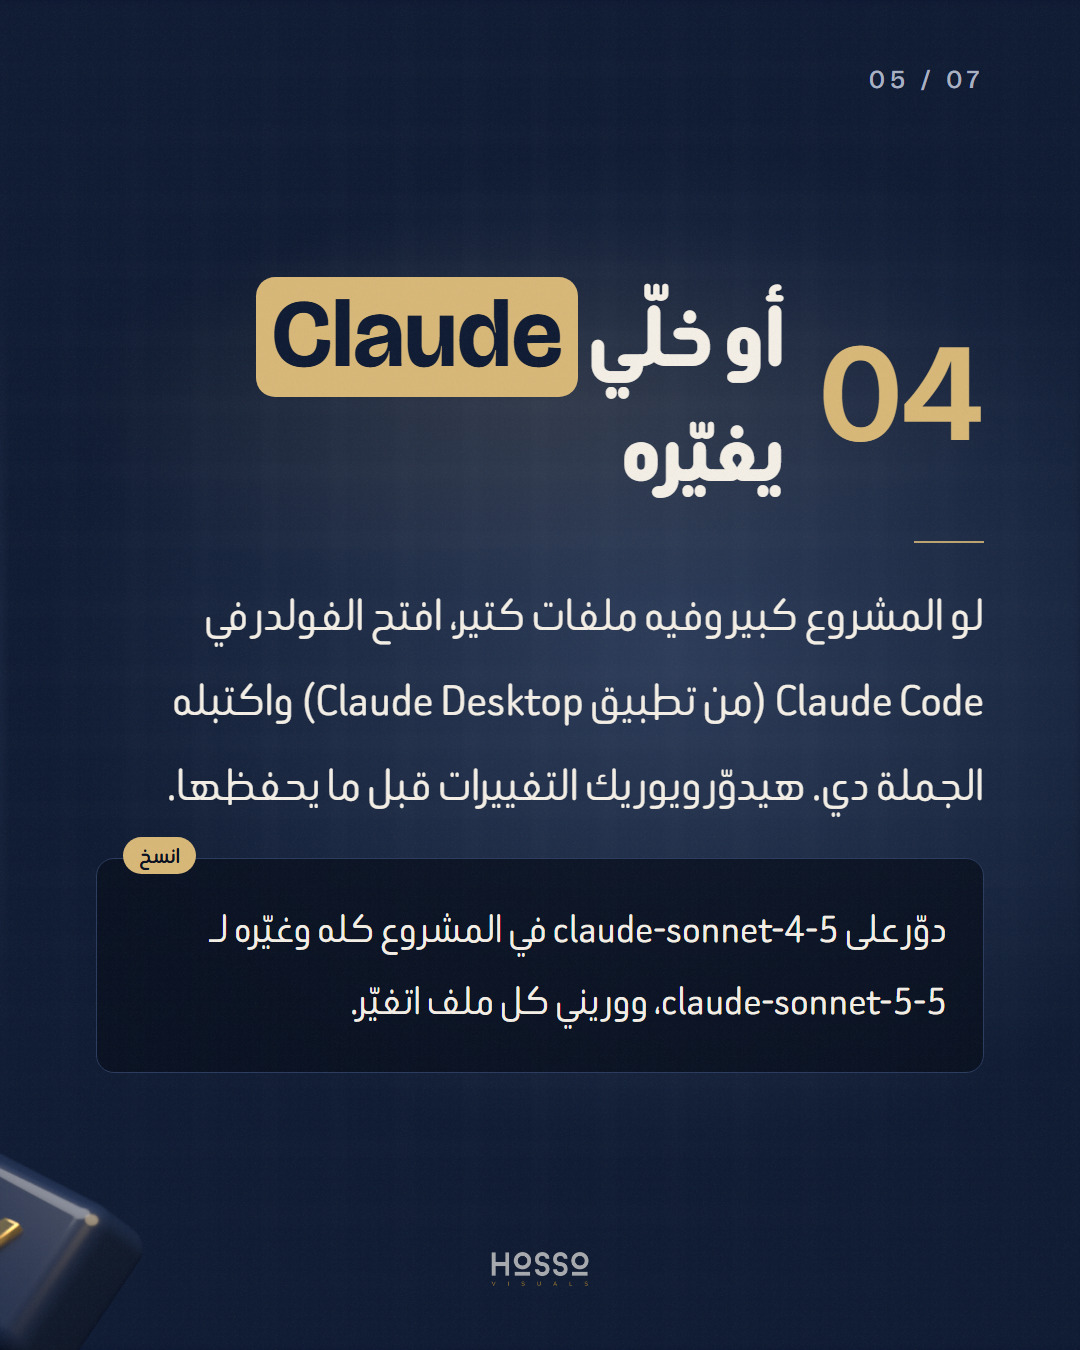 05 / 07
04
أو خلّي Claude
يغيّره
لو المشروع كبير وفيه ملفات كتير، افتح الفولدر في
Claude Code (من تطبيق Claude Desktop) واكتبله
الجملة دي. هيدوّر ويوريك التغييرات قبل ما يحفظها.
انسخ
دوّر على claude-sonnet-4-5 في المشروع كله وغيّره لـ
claude-sonnet-5-5، ووريني كل ملف اتغيّر.
HOSSO
VISUALS